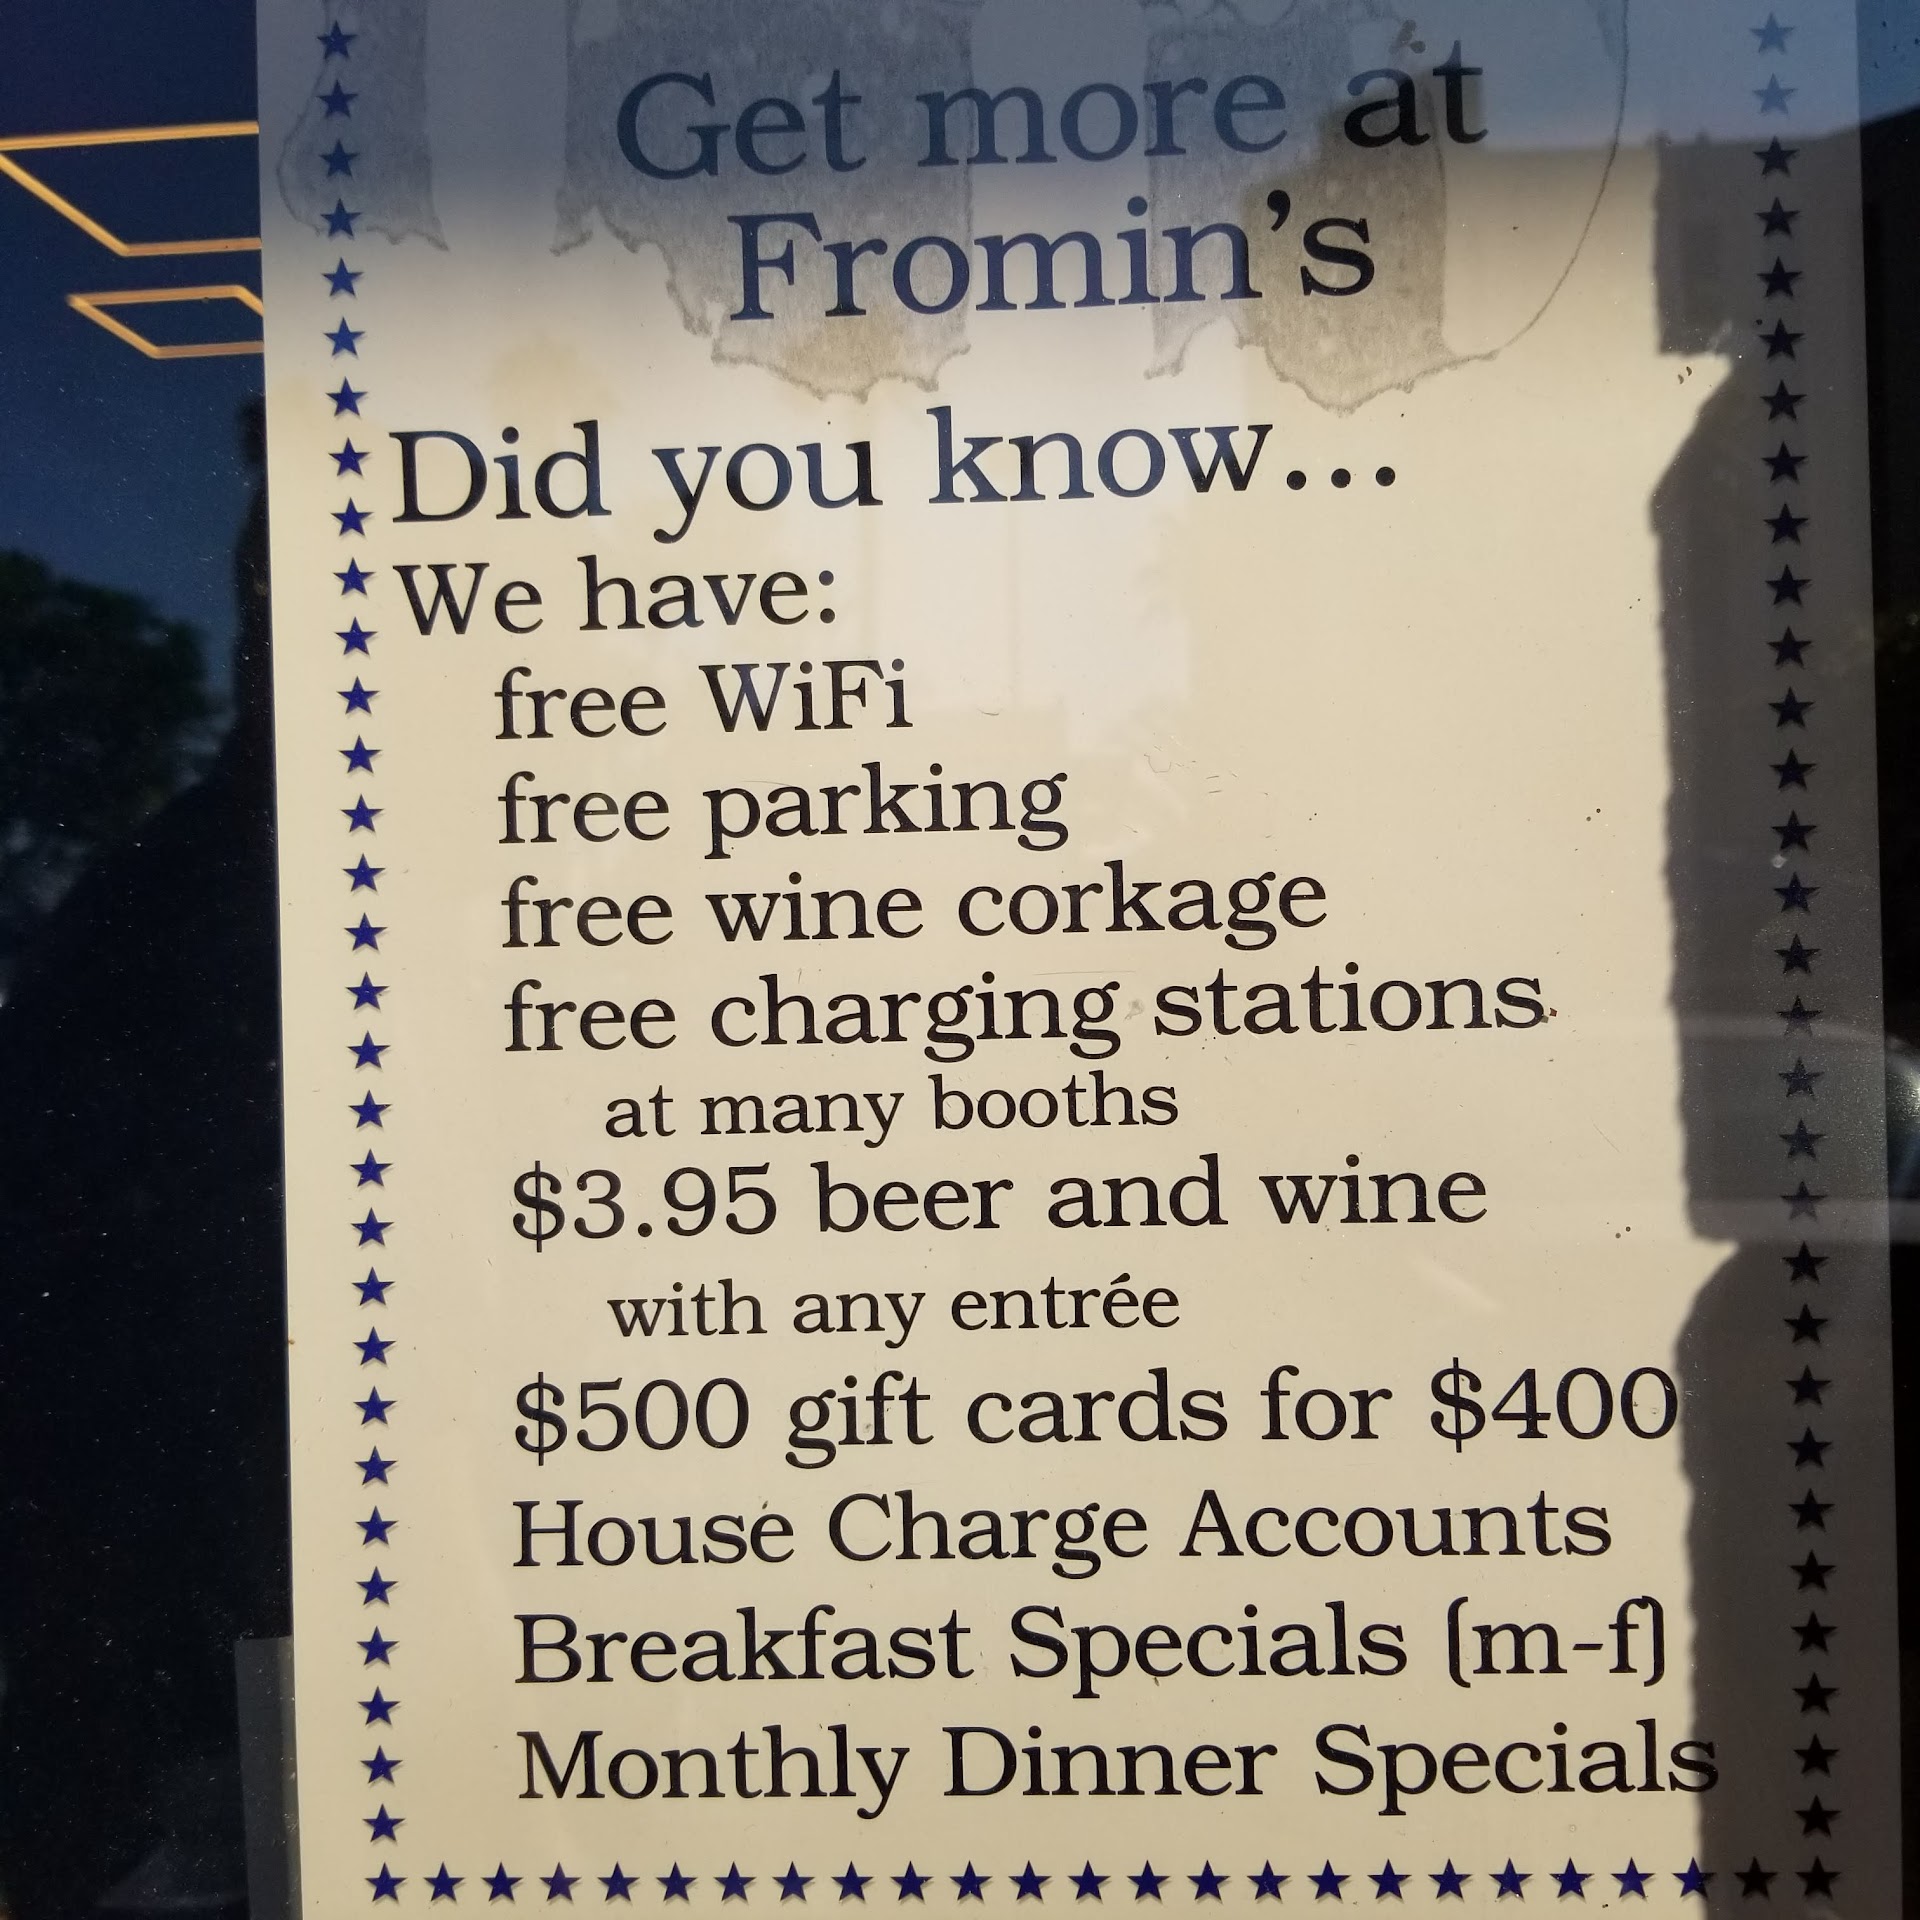 Get more at
Fromin's
Did you know...
We have:
free WiFi
free parking
free wine corkage
free charging stations
at many booths
$3.95 beer and wine
with any entrée
$500 gift cards for $400
House Charge Accounts
Breakfast Specials (m-f)
Monthly Dinner Specials